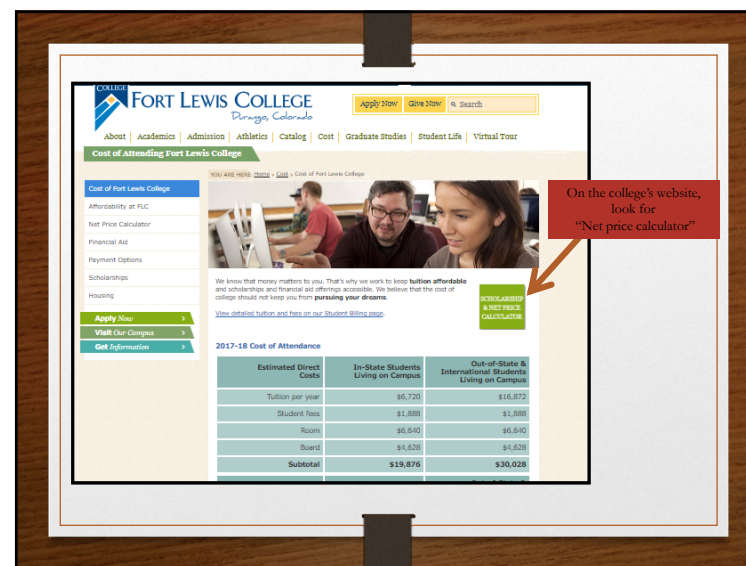 COLLEGE
FORT LEWIS COLLEGE
Durango, Colorado
Apply Now Give Now Search
About Academics Admission Athletics Catalog Cost Graduate Studies Student Life Virtual Tour
Cost of Attending Fort Lewis College
YOU ARE HERE: Home » Cost » Cost of Fort Lewis College
Cost of Fort Lewis College
Affordability at FLC
Net Price Calculator
Financial Aid
Payment Options
Scholarships
Housing
Apply Now >
Visit Our Campus >
Get Information >
On the college's website,
look for
"Net price calculator"
We know that money matters to you. That's why we work to keep tuition affordable
and scholarships and financial aid offerings accessible. We believe that the cost of
college should not keep you from pursuing your dreams.
View detailed tuition and fees on our Student Billing page.
SCHOLARSHIP
& NET PRICE
CALCULATOR
2017-18 Cost of Attendance
Estimated Direct
Costs
In-State Students
Living on Campus
Out-of-State &
International Students
Living on Campus
Tuition per year $6,720 $16,872
Student fees $1,888 $1,888
Room $6,640 $6,640
Board $4,628 $4,628
Subtotal $19,876 $30,028